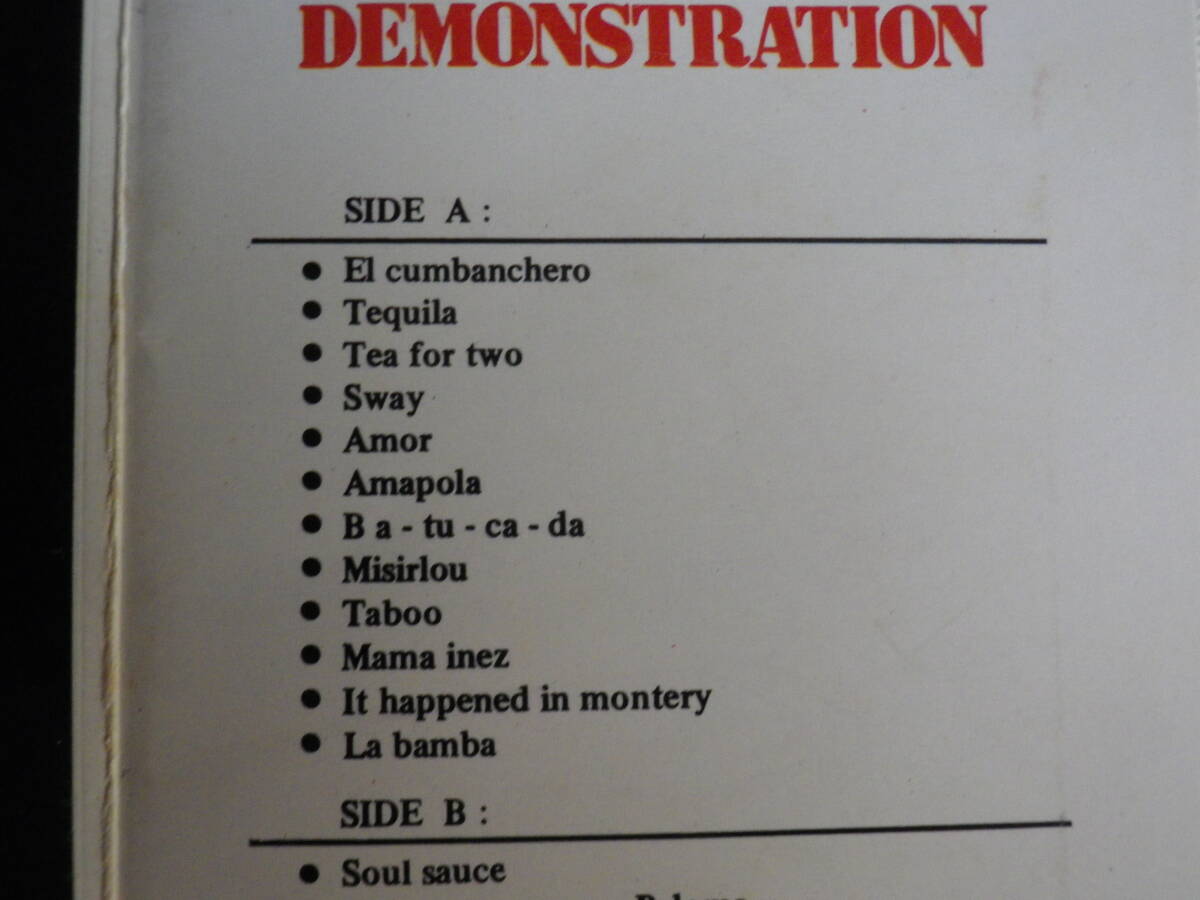 DEMONSTRATION
SIDE A :
● El cumbanchero
● Tequila
● Tea for two
● Sway
● Amor
● Amapola
● B a - tu - ca - da
● Misirlou
● Taboo
● Mama inez
● It happened in montery
● La bamba
SIDE B :
● Soul sauce